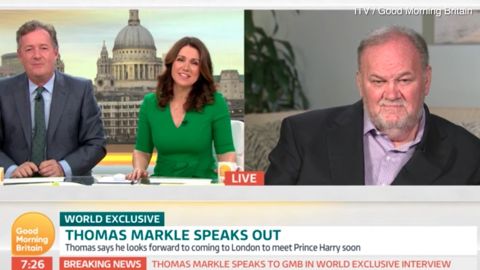 ITV / Good Morning Britain
LIVE
WORLD EXCLUSIVE
THOMAS MARKLE SPEAKS OUT
Thomas says he looks forward to coming to London to meet Prince Harry soon
Good
Morning
Britain
7:26
BREAKING NEWS
THOMAS MARKLE SPEAKS TO GMB IN WORLD EXCLUSIVE INTERVIEW